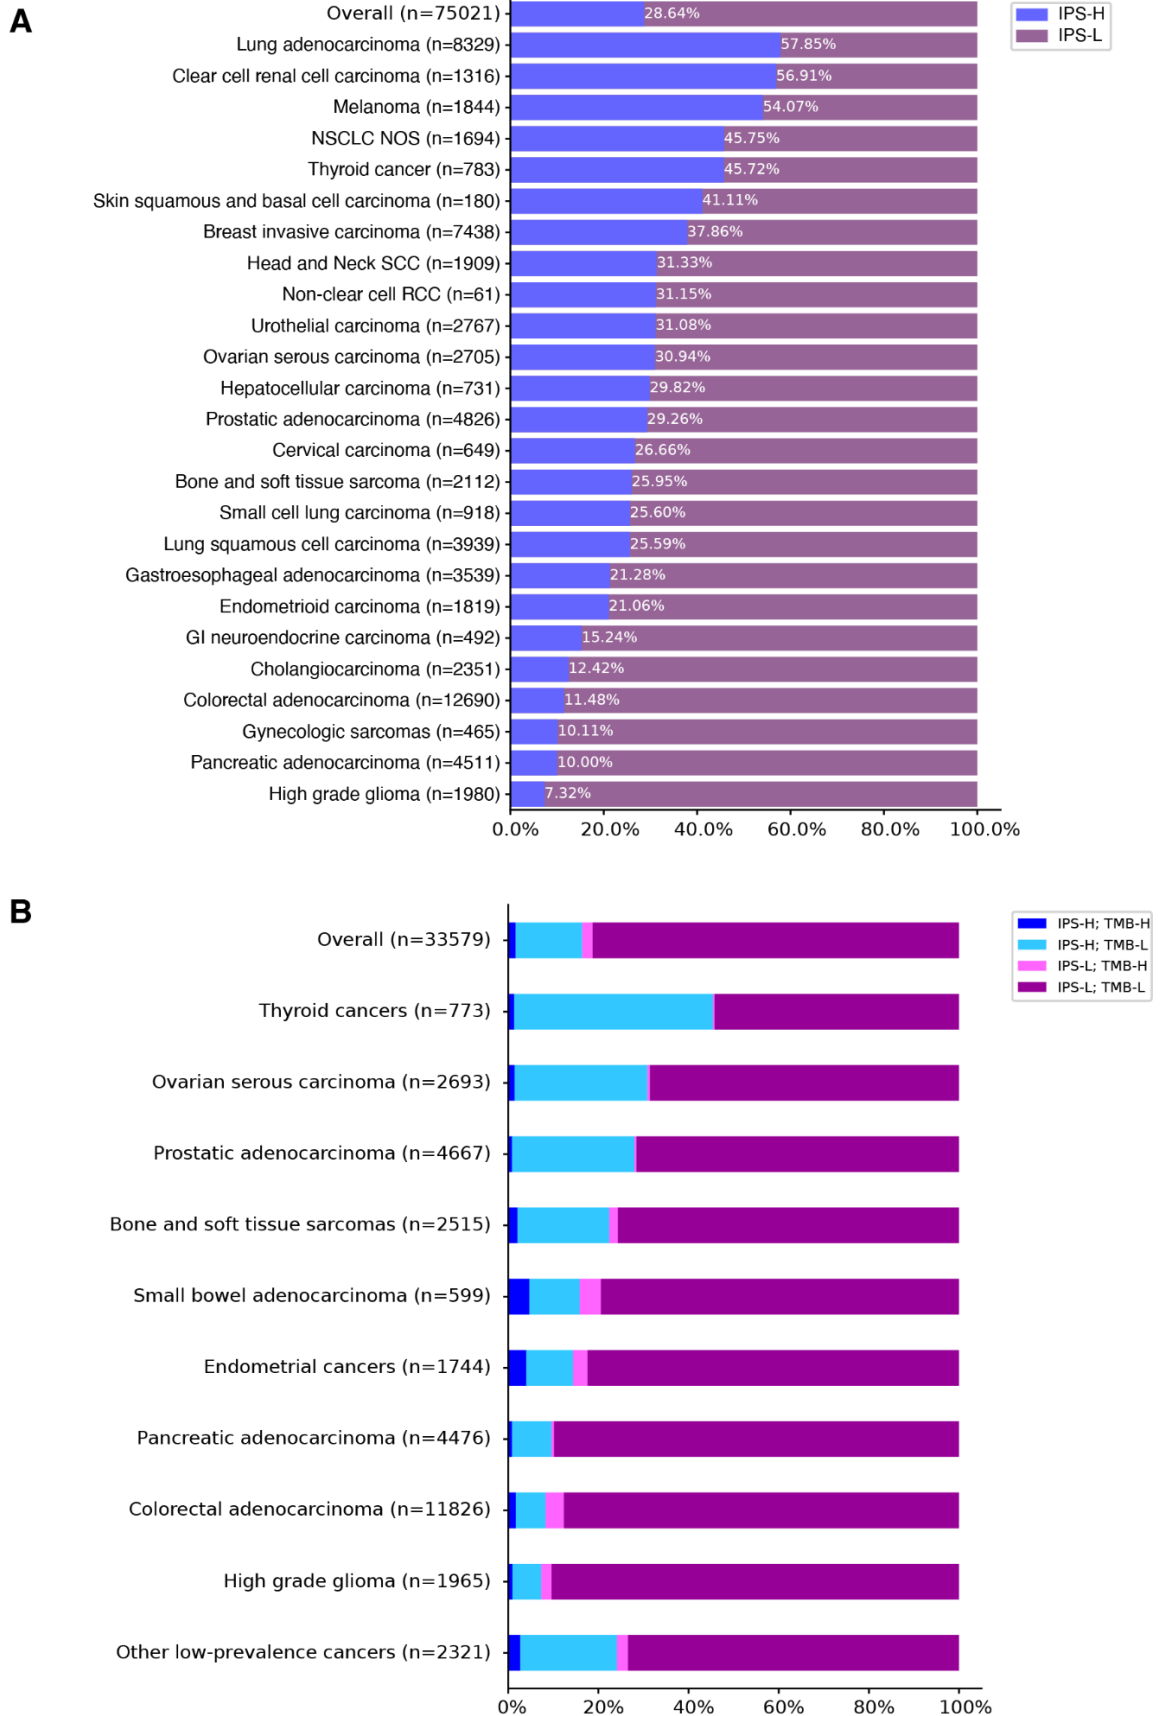 A
Overall (n=75021) 28.64%
Lung adenocarcinoma (n=8329) 57.85%
Clear cell renal cell carcinoma (n=1316) 56.91%
Melanoma (n=1844) 54.07%
NSCLC NOS (n=1694) 45.75%
Thyroid cancer (n=783) 45.72%
Skin squamous and basal cell carcinoma (n=180) 41.11%
Breast invasive carcinoma (n=7438) 37.86%
Head and Neck SCC (n=1909) 31.33%
Non-clear cell RCC (n=61) 31.15%
Urothelial carcinoma (n=2767) 31.08%
Ovarian serous carcinoma (n=2705) 30.94%
Hepatocellular carcinoma (n=731) 29.82%
Prostatic adenocarcinoma (n=4826) 29.26%
Cervical carcinoma (n=649) 26.66%
Bone and soft tissue sarcoma (n=2112) 25.95%
Small cell lung carcinoma (n=918) 25.60%
Lung squamous cell carcinoma (n=3939) 25.59%
Gastroesophageal adenocarcinoma (n=3539) 21.28%
Endometrioid carcinoma (n=1819) 21.06%
GI neuroendocrine carcinoma (n=492) 15.24%
Cholangiocarcinoma (n=2351) 12.42%
Colorectal adenocarcinoma (n=12690) 11.48%
Gynecologic sarcomas (n=465) 10.11%
Pancreatic adenocarcinoma (n=4511) 10.00%
High grade glioma (n=1980) 7.32%
0.0% 20.0% 40.0% 60.0% 80.0% 100.0%
IPS-H
IPS-L
B
Overall (n=33579)
Thyroid cancers (n=773)
Ovarian serous carcinoma (n=2693)
Prostatic adenocarcinoma (n=4667)
Bone and soft tissue sarcomas (n=2515)
Small bowel adenocarcinoma (n=599)
Endometrial cancers (n=1744)
Pancreatic adenocarcinoma (n=4476)
Colorectal adenocarcinoma (n=11826)
High grade glioma (n=1965)
Other low-prevalence cancers (n=2321)
0% 20% 40% 60% 80% 100%
IPS-H; TMB-H
IPS-H; TMB-L
IPS-L; TMB-H
IPS-L; TMB-L